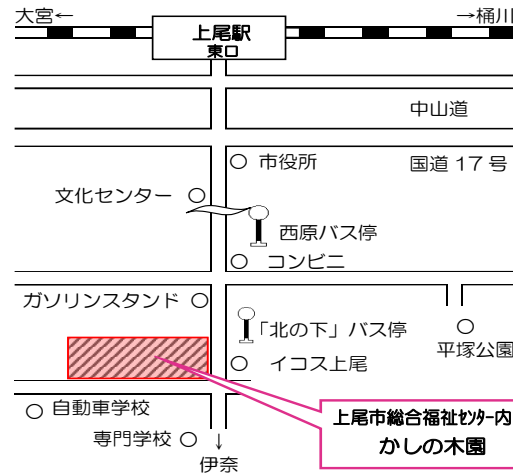 大宮←
→桶川
上尾駅
東口
中山道
市役所
国道 17 号
文化センター
西原バス停
コンビニ
ガソリンスタンド
「北の下」バス停
平塚公園
イコス上尾
自動車学校
専門学校
↓
伊奈
上尾市総合福祉ｾﾝﾀｰ内
かしの木園